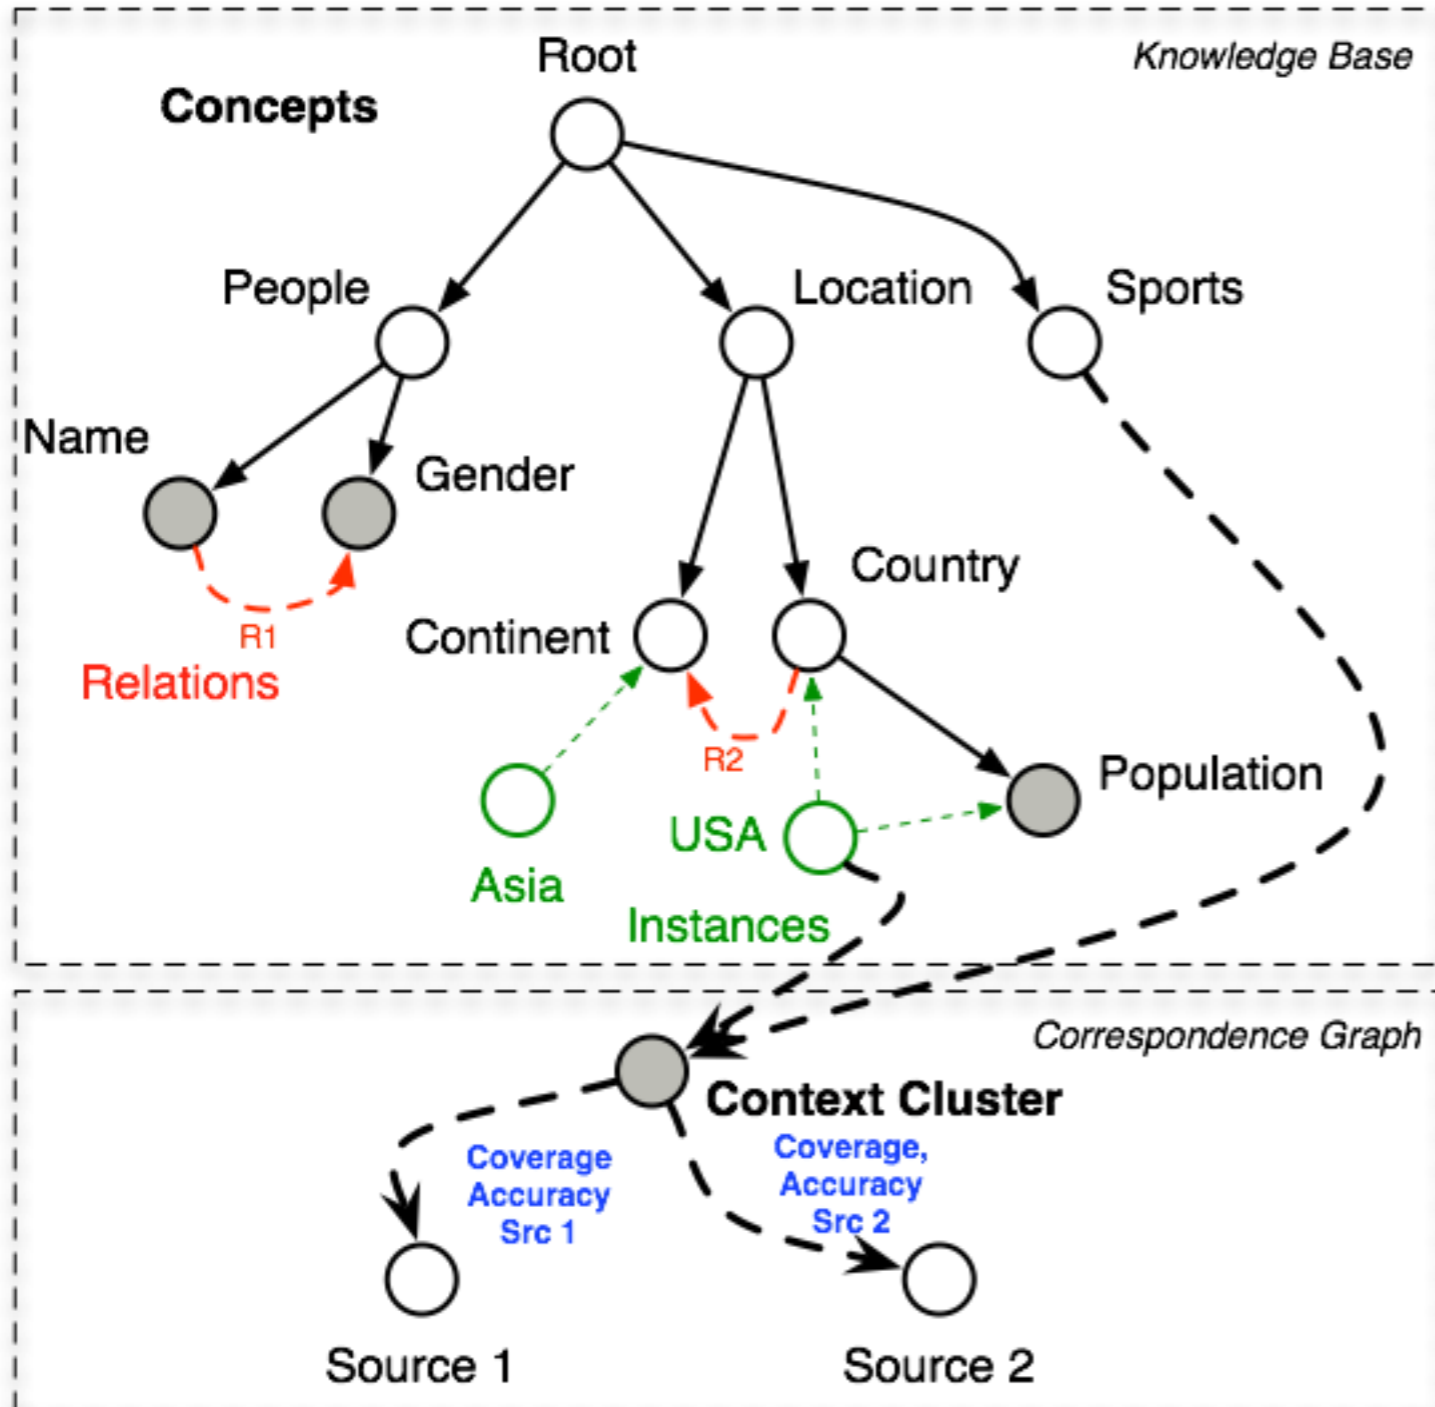 Root
Knowledge Base
Concepts
People
Location
Sports
Name
Gender
Country
Continent
R1
Relations
R2
Population
USA
Asia
Instances
Correspondence Graph
Context Cluster
Coverage
Accuracy
Src 1
Coverage,
Accuracy
Src 2
Source 1
Source 2